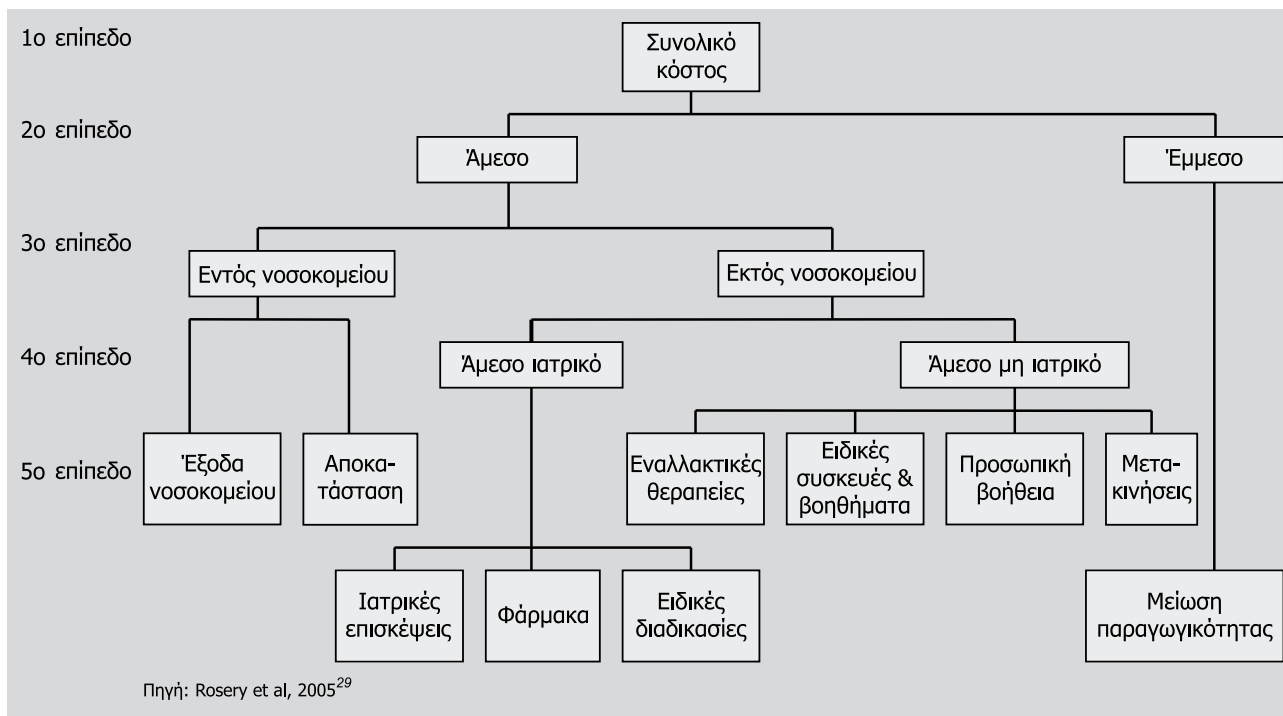 1ο επίπεδο
Συνολικό
κόστος
2ο επίπεδο
Άμεσο
Έμμεσο
3ο επίπεδο
Εντός νοσοκομείου
Εκτός νοσοκομείου
4ο επίπεδο
Άμεσο ιατρικό
Άμεσο μη ιατρικό
5ο επίπεδο
Έξοδα
νοσοκομείου
Αποκα-
τάσταση
Εναλλακτικές
θεραπείες
Ειδικές
συσκευές &
βοηθήματα
Προσωπική
βοήθεια
Μετα-
κινήσεις
Ιατρικές
επισκέψεις
Φάρμακα
Ειδικές
διαδικασίες
Μείωση
παραγωγικότητας
Πηγή: Rosery et al, 2005²⁹